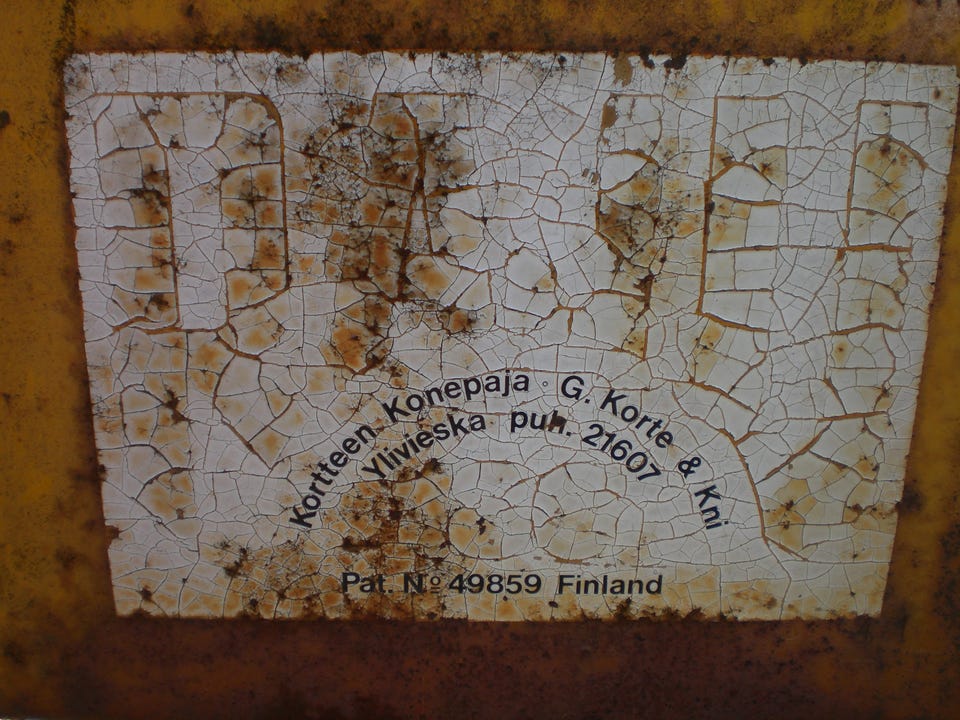 Kortteen Konepaja · G. Korte & Kni
Ylivieska puh. 21607
Pat. Nº 49859 Finland